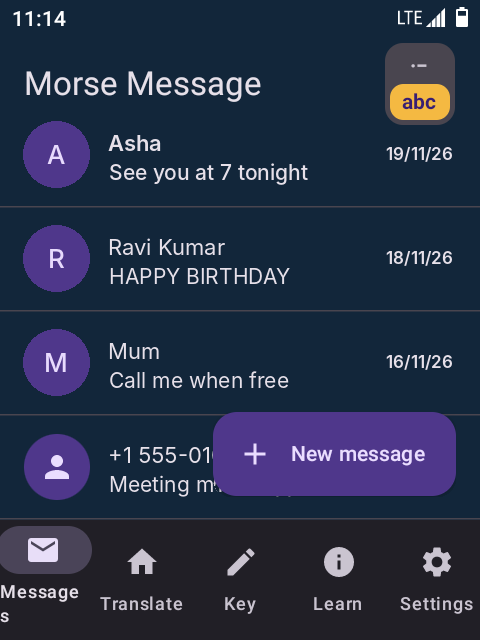 11:14
LTE
Morse Message
·−
abc
A
Asha
19/11/26
See you at 7 tonight
R
Ravi Kumar
18/11/26
HAPPY BIRTHDAY
M
Mum
16/11/26
Call me when free
+1 555-01
New message
Meeting
Message
s
Translate
Key
Learn
Settings